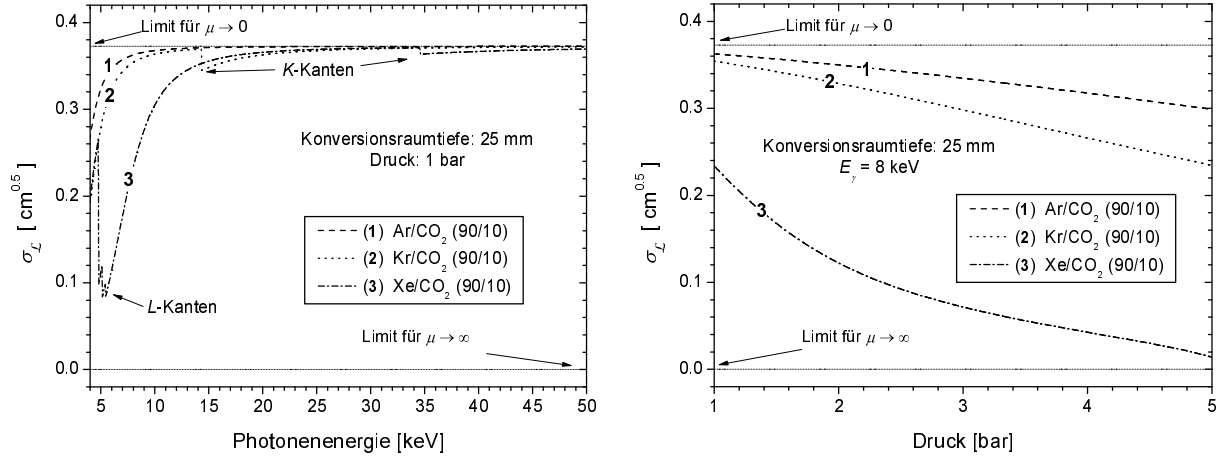 Limit für μ → 0
1
2
3
K-Kanten
Konversionsraumtiefe: 25 mm
Druck: 1 bar
(1) Ar/CO₂ (90/10)
(2) Kr/CO₂ (90/10)
(3) Xe/CO₂ (90/10)
L-Kanten
Limit für μ → ∞
0.4
0.3
0.2
0.1
0.0
σ_ℒ [ cm^0.5 ]
5 10 15 20 25 30 35 40 45 50
Photonenenergie [keV]
Limit für μ → 0
1
2
3
Konversionsraumtiefe: 25 mm
E_γ = 8 keV
(1) Ar/CO₂ (90/10)
(2) Kr/CO₂ (90/10)
(3) Xe/CO₂ (90/10)
Limit für μ → ∞
0.4
0.3
0.2
0.1
0.0
σ_ℒ [ cm^0.5 ]
1 2 3 4 5
Druck [bar]